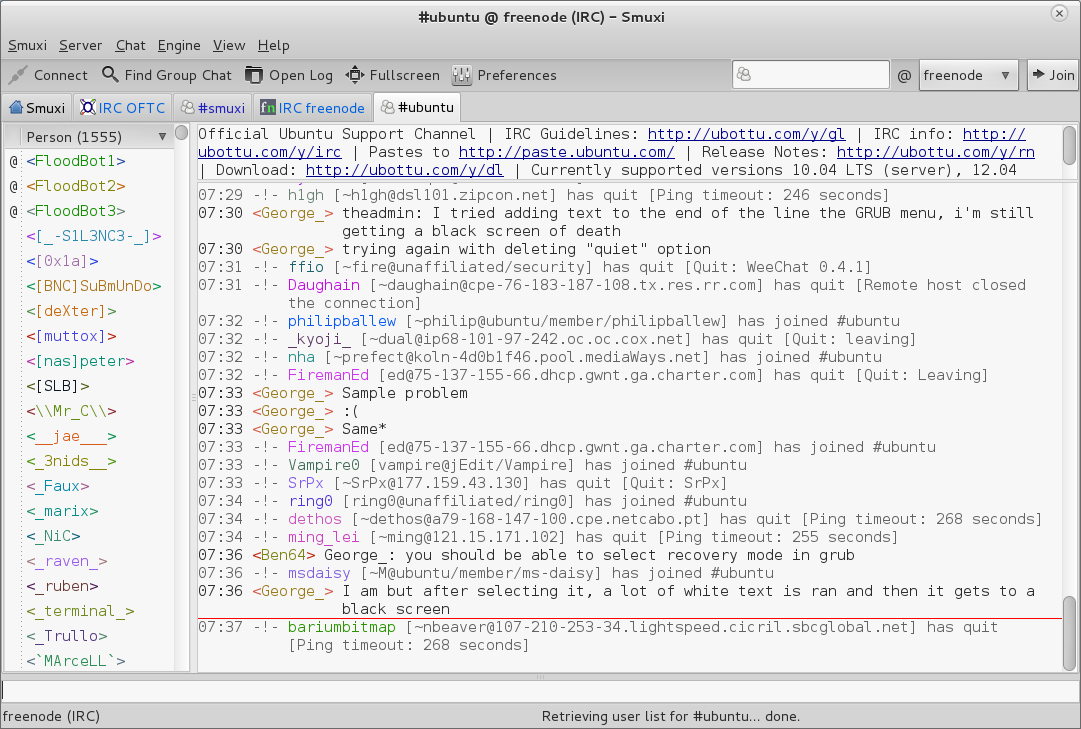 #ubuntu @ freenode (IRC) – Smuxi
Smuxi Server Chat Engine View Help
Connect Find Group Chat Open Log Fullscreen Preferences @ freenode Join
Smuxi IRC OFTC #smuxi fn IRC freenode #ubuntu
Person (1555)
@ <FloodBot1>
@ <FloodBot2>
@ <FloodBot3>
<[_-S1L3NC3-_]>
<[0x1a]>
<[BNC]SuBmUnDo>
<[deXter]>
<[muttox]>
<[nas]peter>
<[SLB]>
<\\Mr_C\\>
<__jae___>
<_3nids__>
<_Faux>
<_marix>
<_NiC>
<_raven_>
<_ruben>
<_terminal_>
<_Trullo>
<`MArceLL`>
Official Ubuntu Support Channel | IRC Guidelines: http://ubottu.com/y/gl | IRC info: http://
ubottu.com/y/irc | Pastes to http://paste.ubuntu.com/ | Release Notes: http://ubottu.com/y/rn
| Download: http://ubottu.com/y/dl | Currently supported versions 10.04 LTS (server), 12.04
07:29 -!- h1gh [~h1gh@dsl101.zipcon.net] has quit [Ping timeout: 246 seconds]
07:30 <George_> theadmin: I tried adding text to the end of the line the GRUB menu, i'm still
getting a black screen of death
07:30 <George_> trying again with deleting "quiet" option
07:31 -!- ffio [~fire@unaffiliated/security] has quit [Quit: WeeChat 0.4.1]
07:31 -!- Daughain [~daughain@cpe-76-183-187-108.tx.res.rr.com] has quit [Remote host closed
the connection]
07:32 -!- philipballew [~philip@ubuntu/member/philipballew] has joined #ubuntu
07:32 -!- _kyoji_ [~dual@ip68-101-97-242.oc.oc.cox.net] has quit [Quit: leaving]
07:32 -!- nha [~prefect@koln-4d0b1f46.pool.mediaWays.net] has joined #ubuntu
07:32 -!- FiremanEd [ed@75-137-155-66.dhcp.gwnt.ga.charter.com] has quit [Quit: Leaving]
07:33 <George_> Sample problem
07:33 <George_> :(
07:33 <George_> Same*
07:33 -!- FiremanEd [ed@75-137-155-66.dhcp.gwnt.ga.charter.com] has joined #ubuntu
07:33 -!- Vampire0 [vampire@jEdit/Vampire] has joined #ubuntu
07:33 -!- SrPx [~SrPx@177.159.43.130] has quit [Quit: SrPx]
07:34 -!- ring0 [ring0@unaffiliated/ring0] has joined #ubuntu
07:34 -!- dethos [~dethos@a79-168-147-100.cpe.netcabo.pt] has quit [Ping timeout: 268 seconds]
07:34 -!- ming_lei [~ming@121.15.171.102] has quit [Ping timeout: 255 seconds]
07:36 <Ben64> George_: you should be able to select recovery mode in grub
07:36 -!- msdaisy [~M@ubuntu/member/ms-daisy] has joined #ubuntu
07:36 <George_> I am but after selecting it, a lot of white text is ran and then it gets to a
black screen
07:37 -!- bariumbitmap [~nbeaver@107-210-253-34.lightspeed.cicril.sbcglobal.net] has quit
[Ping timeout: 268 seconds]
freenode (IRC) Retrieving user list for #ubuntu... done.